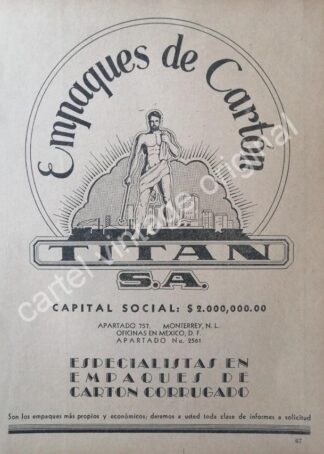 Empaques de Cartón
TITAN
S.A.
CAPITAL SOCIAL: $2.000,000.00
APARTADO 757. MONTERREY, N. L.
OFICINAS EN MEXICO, D. F.
APARTADO No. 2561
ESPECIALISTAS EN
EMPAQUES DE
CARTON CORRUGADO
Son los empaques más propios y económicos; daremos a usted toda clase de informes a solicitud
67
cartel vintage original